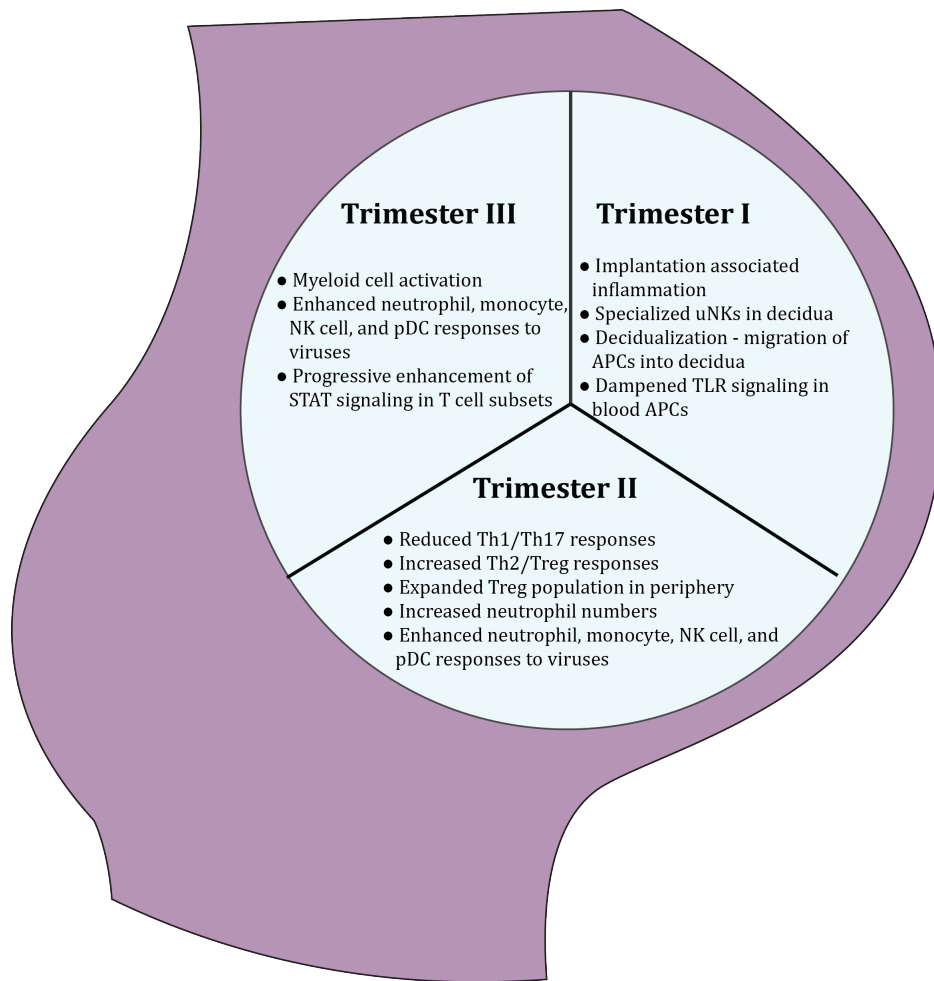 Trimester III
● Myeloid cell activation
● Enhanced neutrophil, monocyte,
NK cell, and pDC responses to
viruses
● Progressive enhancement of
STAT signaling in T cell subsets
Trimester I
● Implantation associated
inflammation
● Specialized uNKs in decidua
● Decidualization - migration of
APCs into decidua
● Dampened TLR signaling in
blood APCs
Trimester II
● Reduced Th1/Th17 responses
● Increased Th2/Treg responses
● Expanded Treg population in periphery
● Increased neutrophil numbers
● Enhanced neutrophil, monocyte, NK cell, and
pDC responses to viruses